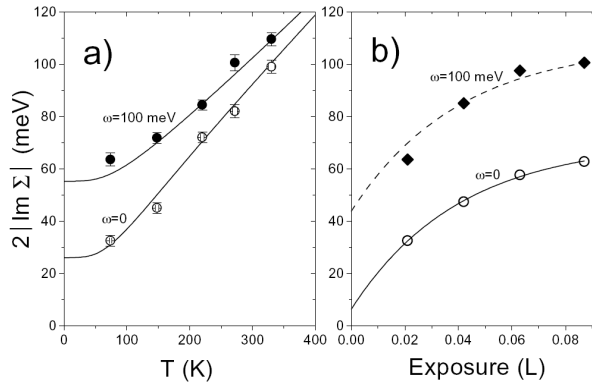 a)
b)
120
100
80
60
40
20
0
2|Im Σ| (meV)
ω=100 meV
ω=0
0 100 200 300 400
T (K)
120
100
80
60
40
20
0
ω=100 meV
ω=0
0.00 0.02 0.04 0.06 0.08
Exposure (L)